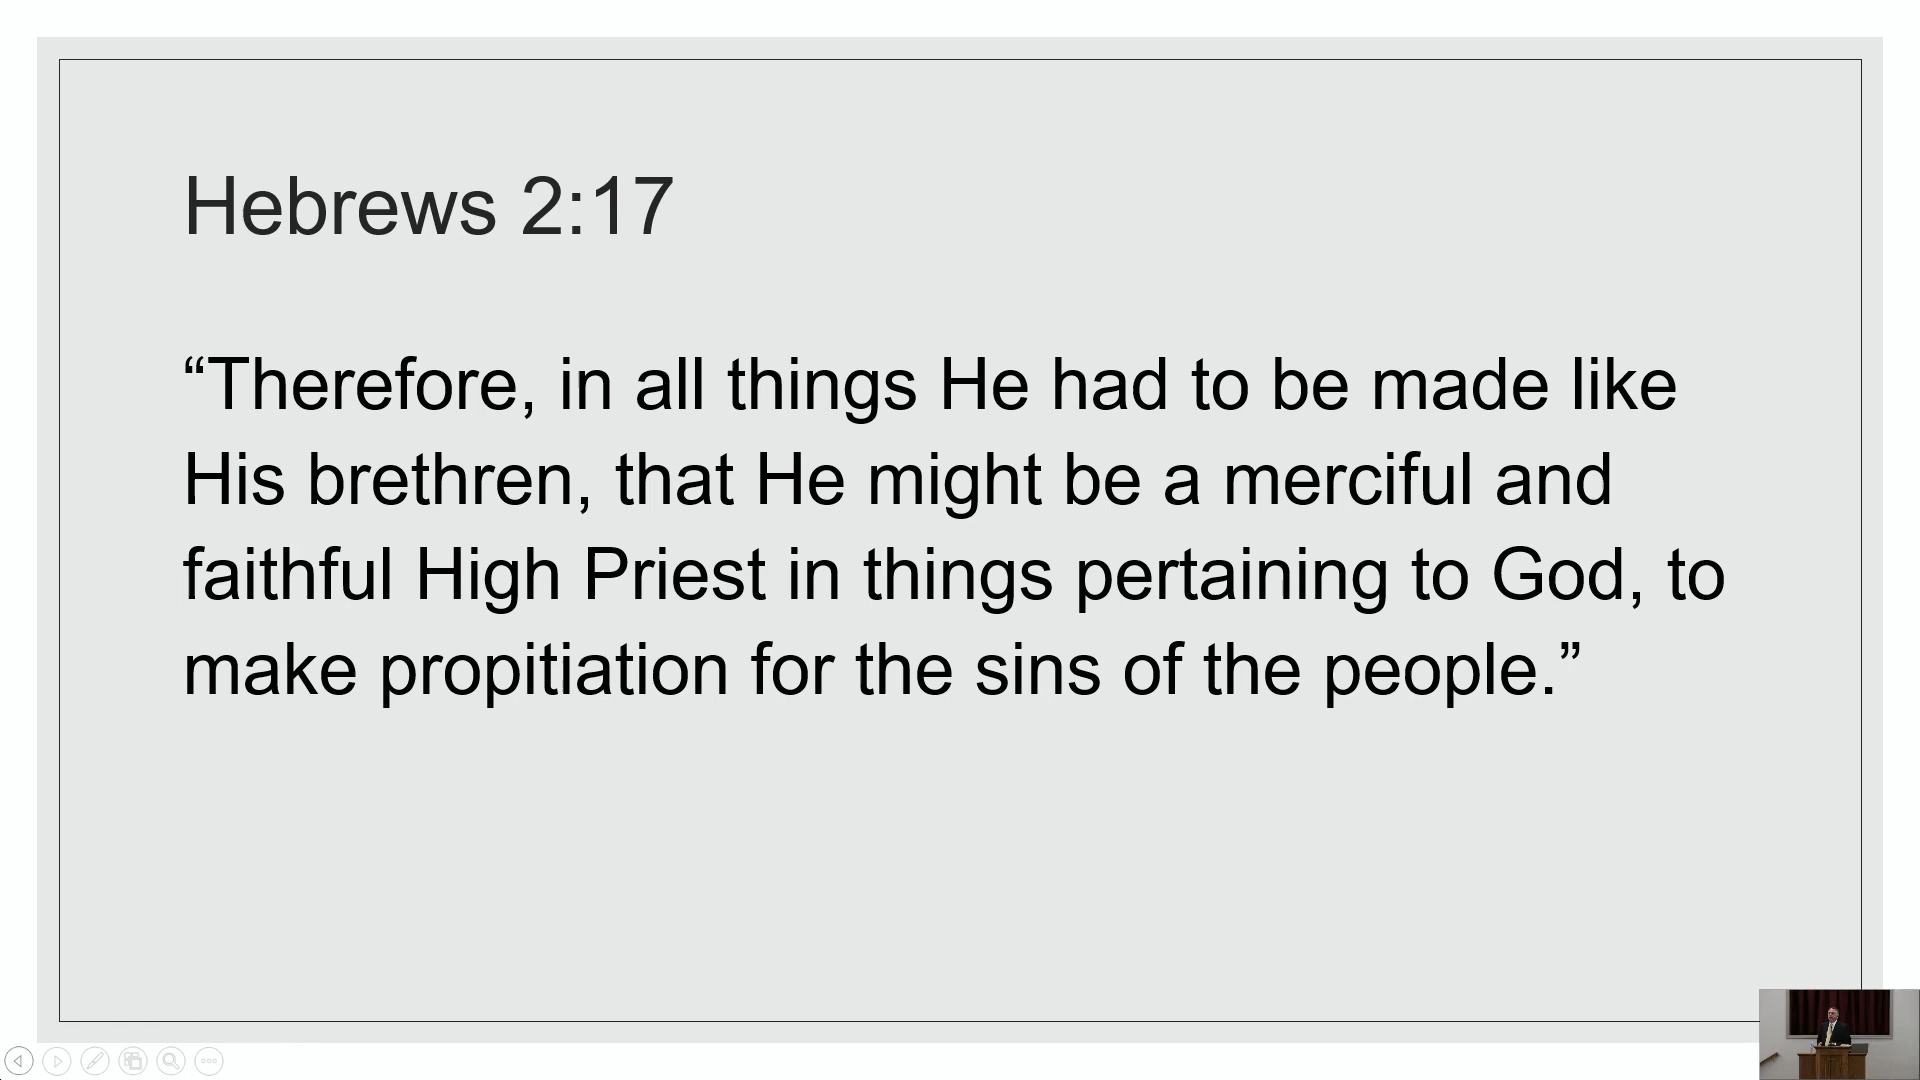 Hebrews 2:17
“Therefore, in all things He had to be made like
His brethren, that He might be a merciful and
faithful High Priest in things pertaining to God, to
make propitiation for the sins of the people.”